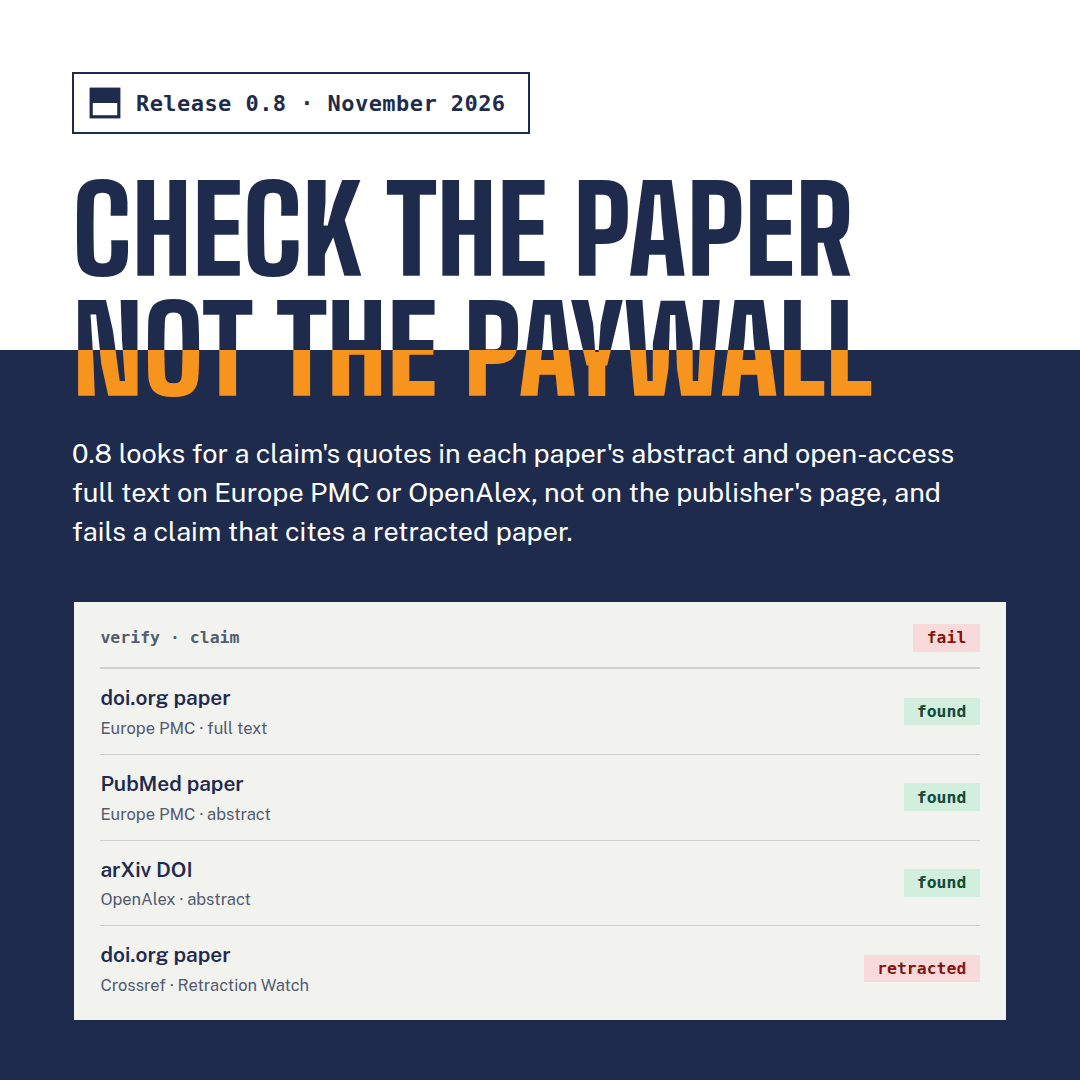 Release 0.8 · November 2026
CHECK THE PAPER
NOT THE PAYWALL
0.8 looks for a claim's quotes in each paper's abstract and open-access
full text on Europe PMC or OpenAlex, not on the publisher's page, and
fails a claim that cites a retracted paper.
verify · claim
fail
doi.org paper
Europe PMC · full text
found
PubMed paper
Europe PMC · abstract
found
arXiv DOI
OpenAlex · abstract
found
doi.org paper
Crossref · Retraction Watch
retracted